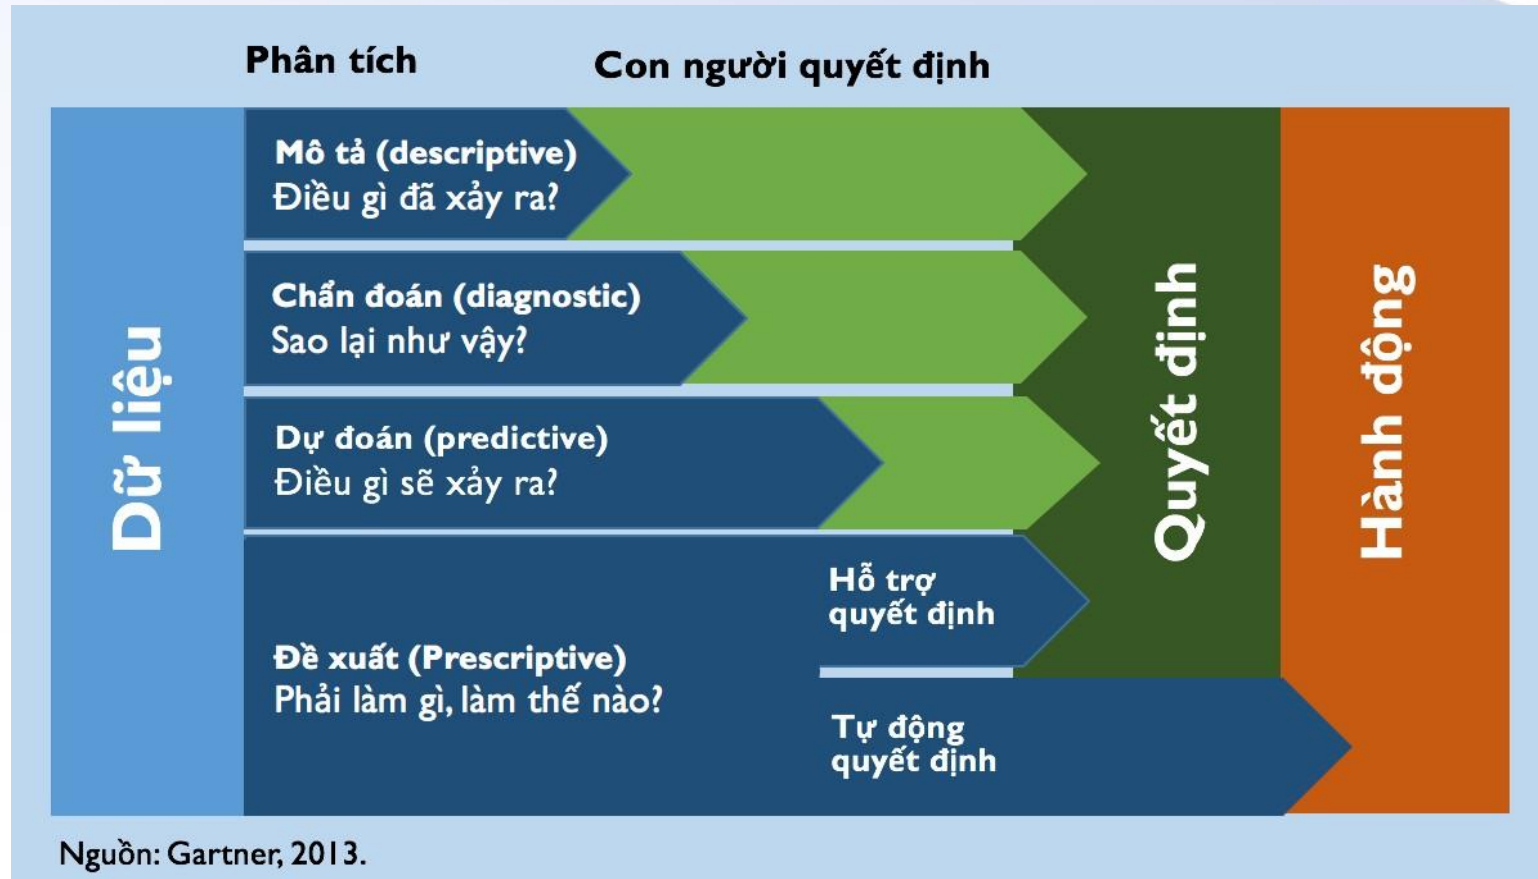 Phân tích
Con người quyết định
Dữ liệu
Mô tả (descriptive)
Điều gì đã xảy ra?
Chẩn đoán (diagnostic)
Sao lại như vậy?
Dự đoán (predictive)
Điều gì sẽ xảy ra?
Đề xuất (Prescriptive)
Phải làm gì, làm thế nào?
Hỗ trợ
quyết định
Tự động
quyết định
Quyết định
Hành động
Nguồn: Gartner, 2013.